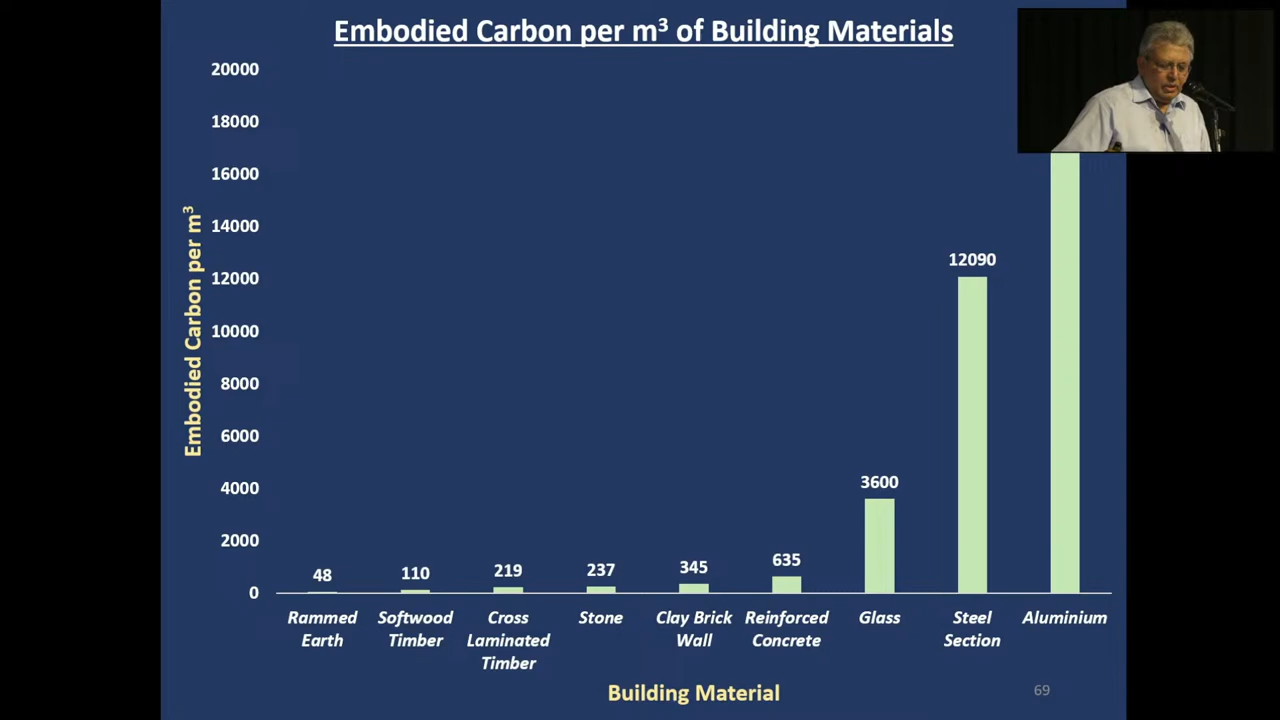 Embodied Carbon per m³ of Building Materials
20000
18000
16000
14000
12000
10000
8000
6000
4000
2000
0
Embodied Carbon per m³
48
110
219
237
345
635
3600
12090
Rammed
Earth
Softwood
Timber
Cross
Laminated
Timber
Stone
Clay Brick
Wall
Reinforced
Concrete
Glass
Steel
Section
Aluminium
Building Material
69